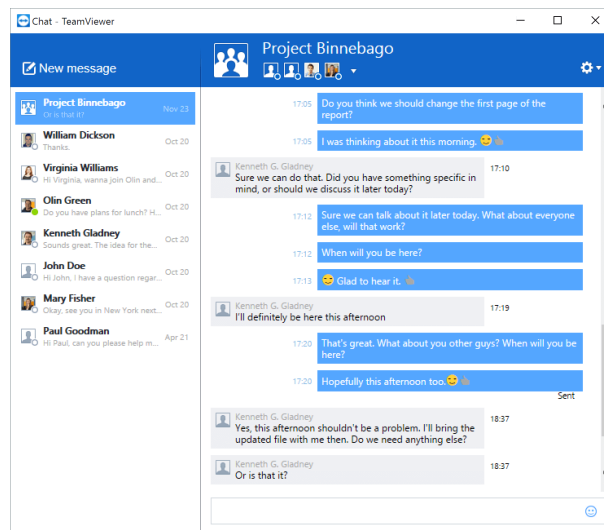 Chat - TeamViewer
New message
Project Binnebago
Project Binnebago
Nov 23
Or is that it?
William Dickson
Oct 20
Thanks.
Virginia Williams
Oct 20
Hi Virginia, wanna join Olin and...
Olin Green
Oct 20
Do you have plans for lunch? H...
Kenneth Gladney
Oct 20
Sounds great. The idea for the...
John Doe
Oct 20
Hi John, I have a question regar...
Mary Fisher
Oct 20
Okay, see you in New York next...
Paul Goodman
Apr 21
Hi Paul, can you please help m...
17:05
Do you think we should change the first page of the
report?
17:05
I was thinking about it this morning.
Kenneth G. Gladney
17:10
Sure we can do that. Did you have something specific in
mind, or should we discuss it later today?
17:12
Sure we can talk about it later today. What about everyone
else, will that work?
17:12
When will you be here?
17:13
Glad to hear it.
Kenneth G. Gladney
17:19
I'll definitely be here this afternoon
17:20
That's great. What about you other guys? When will you be
here?
17:20
Hopefully this afternoon too.
Sent
Kenneth G. Gladney
18:37
Yes, this afternoon shouldn't be a problem. I'll bring the
updated file with me then. Do we need anything else?
Kenneth G. Gladney
18:37
Or is that it?